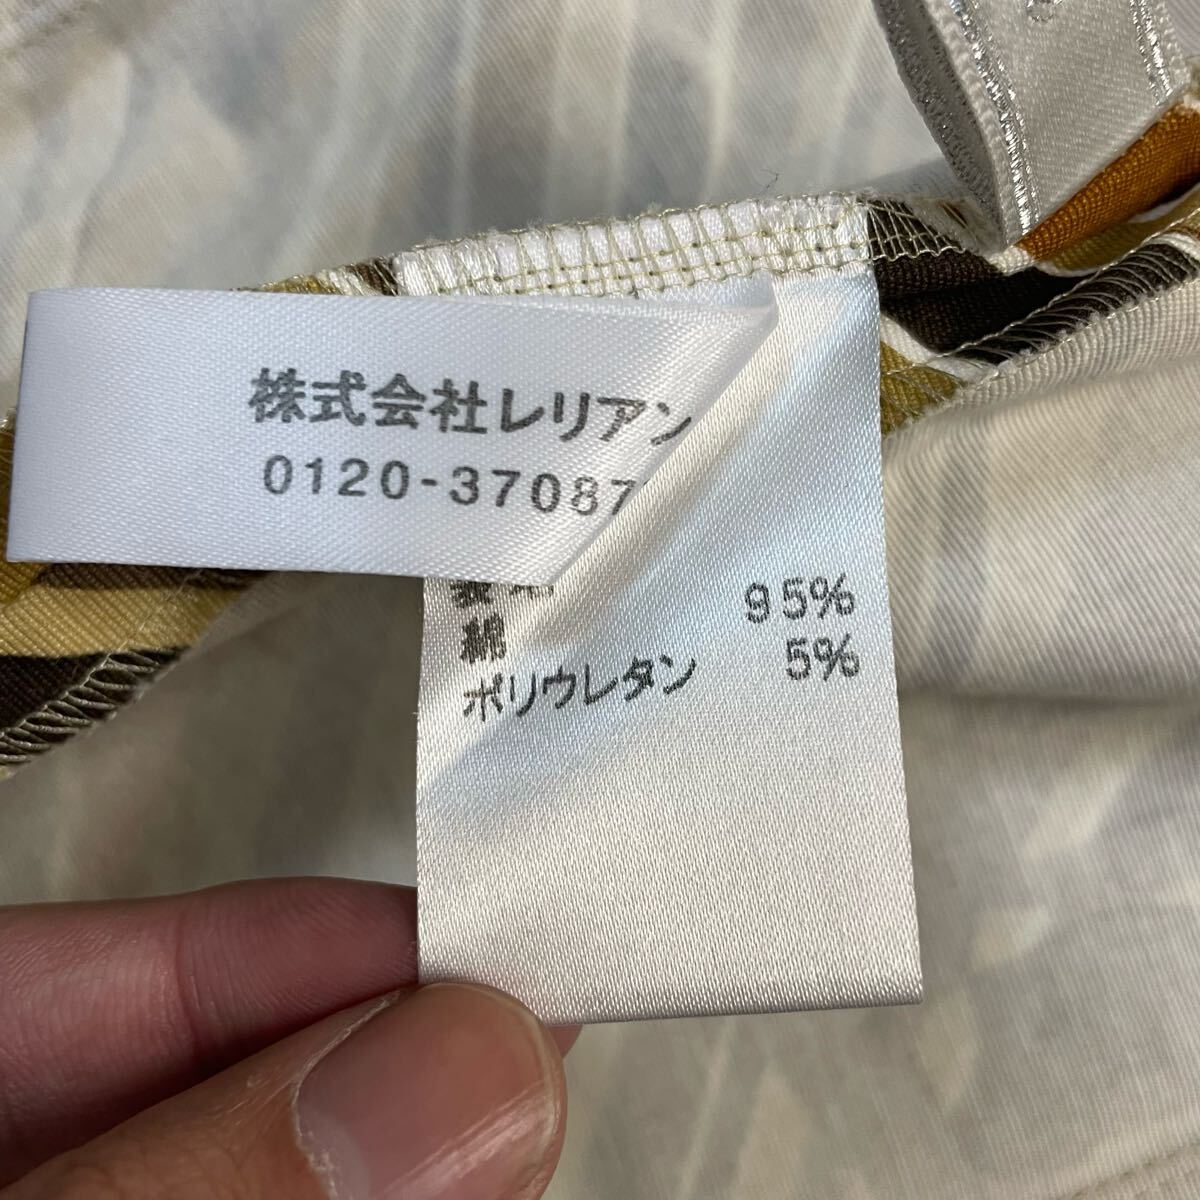 株式会社レリアン
0120-37087
綿 95%
ポリウレタン 5%